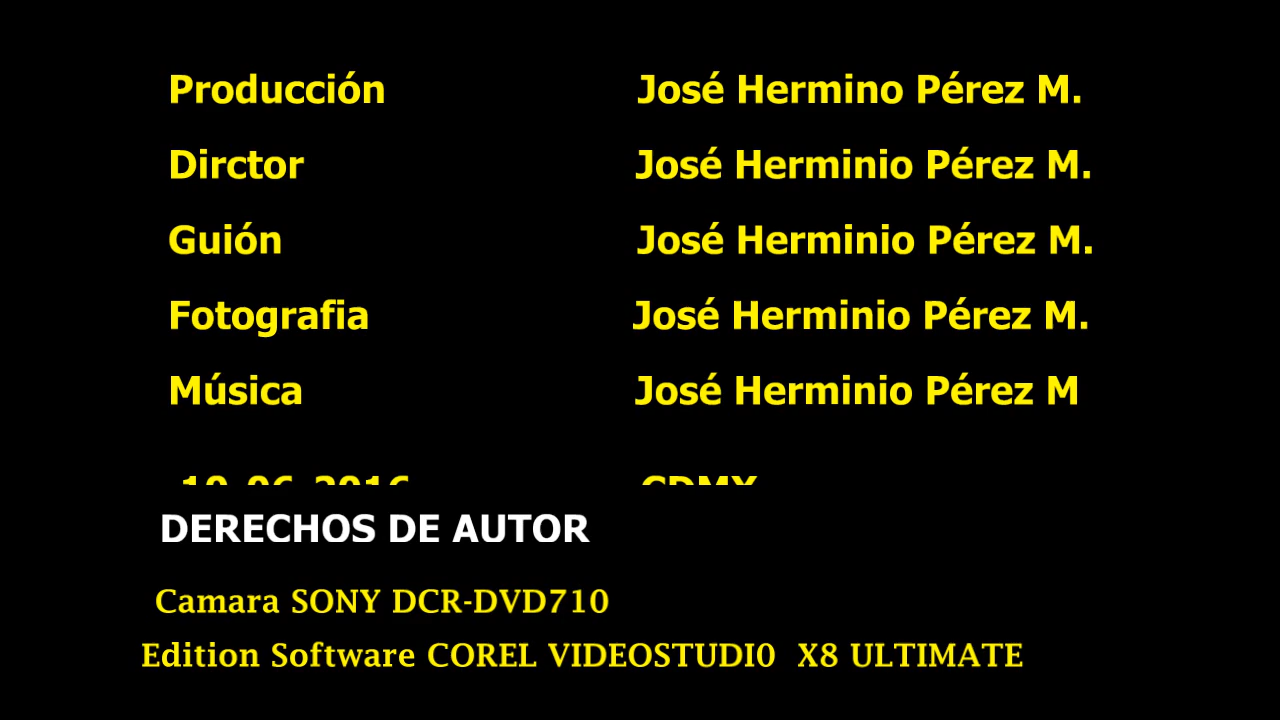 Producción José Hermino Pérez M.
Dirctor José Herminio Pérez M.
Guión José Herminio Pérez M.
Fotografia José Herminio Pérez M.
Música José Herminio Pérez M
CDMX
DERECHOS DE AUTOR
Camara SONY DCR-DVD710
Edition Software COREL VIDEOSTUDI0 X8 ULTIMATE